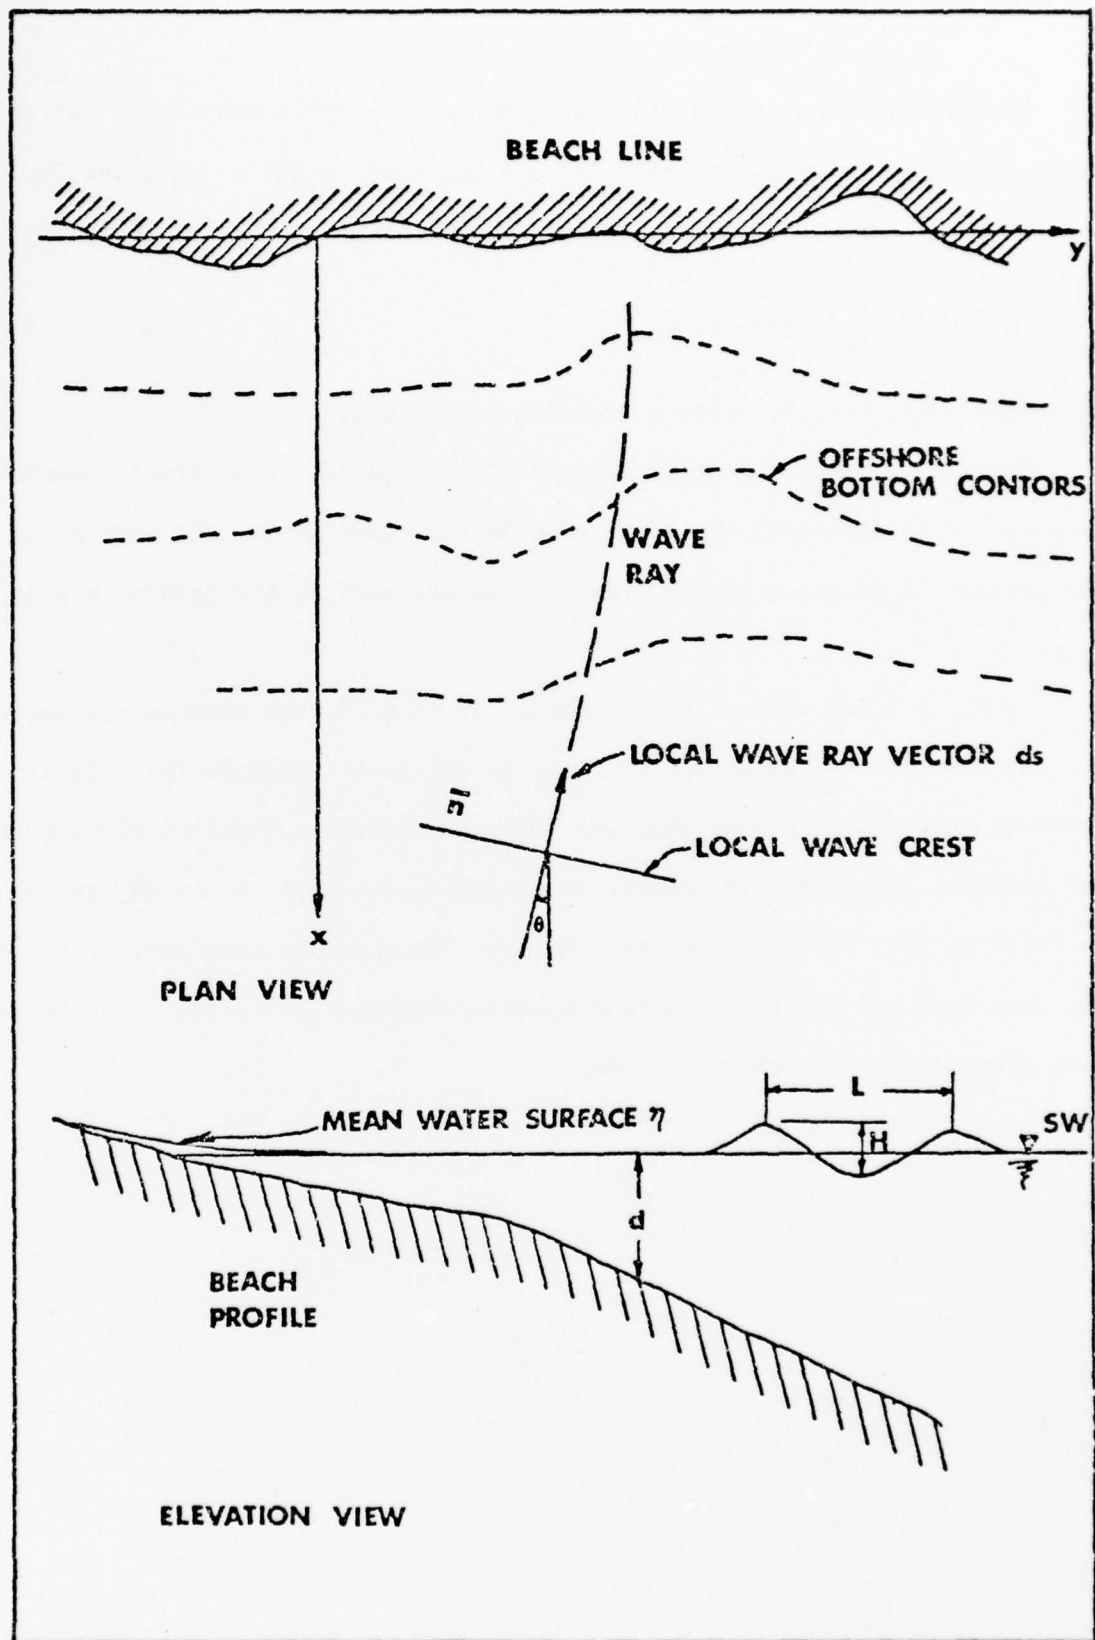 BEACH LINE
y
OFFSHORE
BOTTOM CONTORS
WAVE
RAY
LOCAL WAVE RAY VECTOR ds
LOCAL WAVE CREST
θ
x
PLAN VIEW
L
MEAN WATER SURFACE η
H
SW
d
BEACH
PROFILE
ELEVATION VIEW